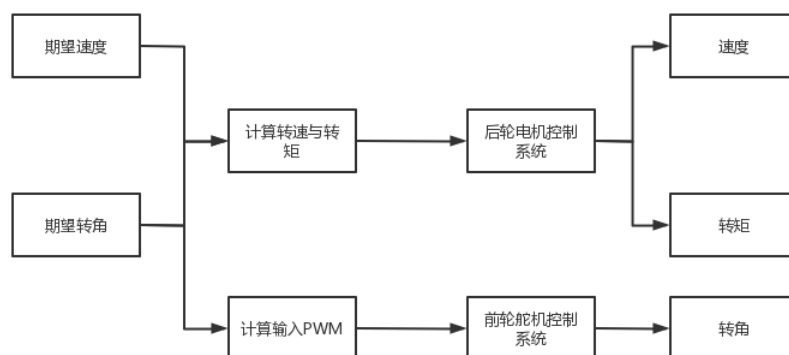 期望速度
速度
计算转速与转
矩
后轮电机控制
系统
期望转角
转矩
计算输入PWM
前轮舵机控制
系统
转角